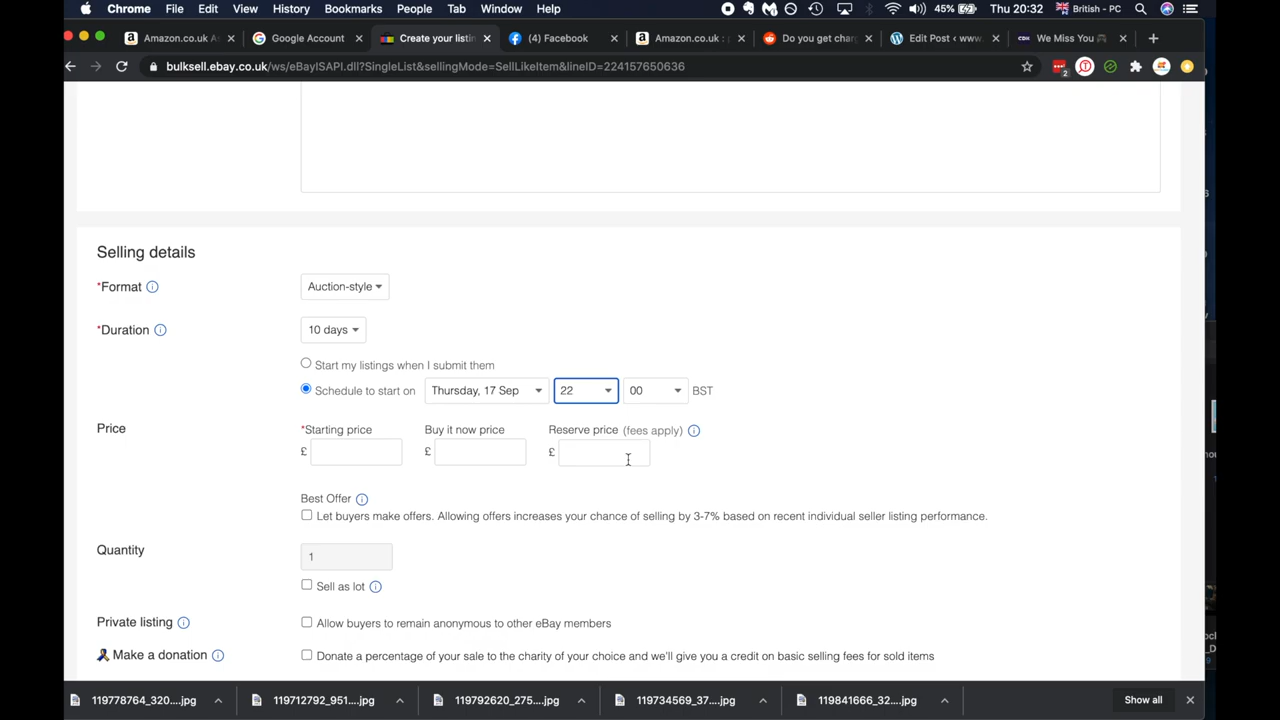 Chrome File Edit View History Bookmarks People Tab Window Help 45% Thu 20:32 British - PC
Amazon.co.uk As Google Account Create your listin (4) Facebook Amazon.co.uk : Do you get char Edit Post ‹ www. We Miss You
bulksell.ebay.co.uk/ws/eBayISAPI.dll?SingleList&sellingMode=SellLikeItem&lineID=224157650636
Selling details
*Format Auction-style
*Duration 10 days
Start my listings when I submit them
Schedule to start on Thursday, 17 Sep 22 00 BST
Price *Starting price Buy it now price Reserve price (fees apply)
£ £ £
Best Offer
Let buyers make offers. Allowing offers increases your chance of selling by 3-7% based on recent individual seller listing performance.
Quantity 1
Sell as lot
Private listing Allow buyers to remain anonymous to other eBay members
Make a donation Donate a percentage of your sale to the charity of your choice and we'll give you a credit on basic selling fees for sold items
119778764_320....jpg 119712792_951....jpg 119792620_275....jpg 119734569_37....jpg 119841666_32....jpg Show all